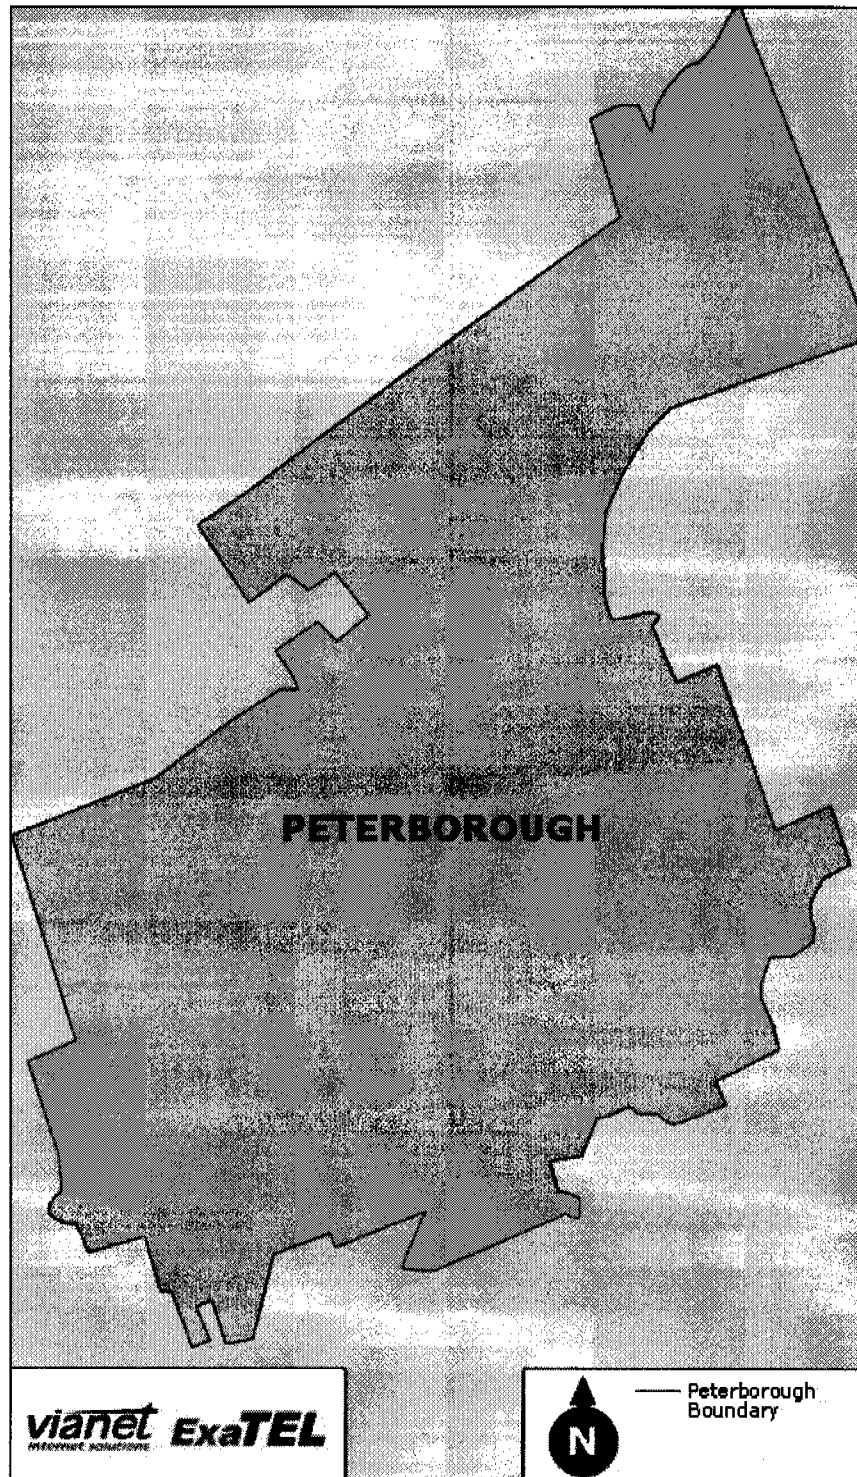 PETERBOROUGH
vianet ExaTEL
internet solutions
N
Peterborough
Boundary